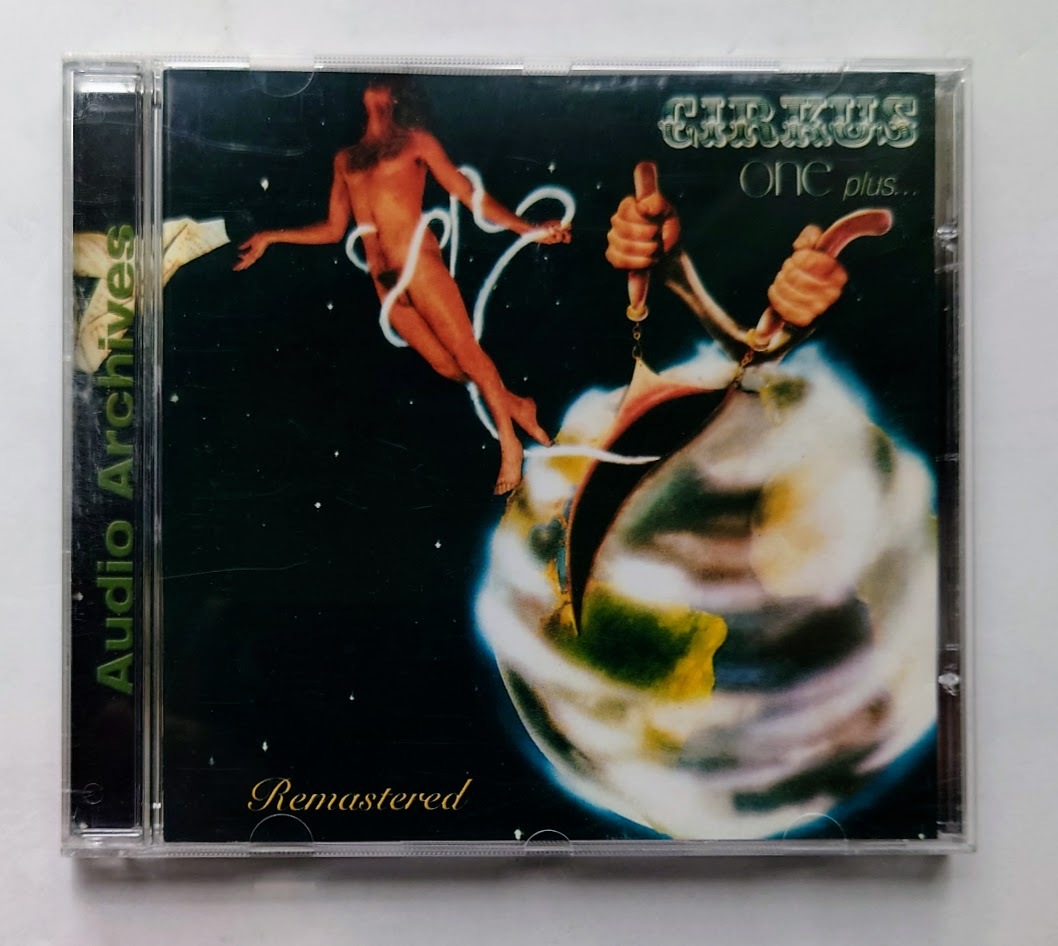 CIRKUS
one plus...
Audio Archives
Remastered